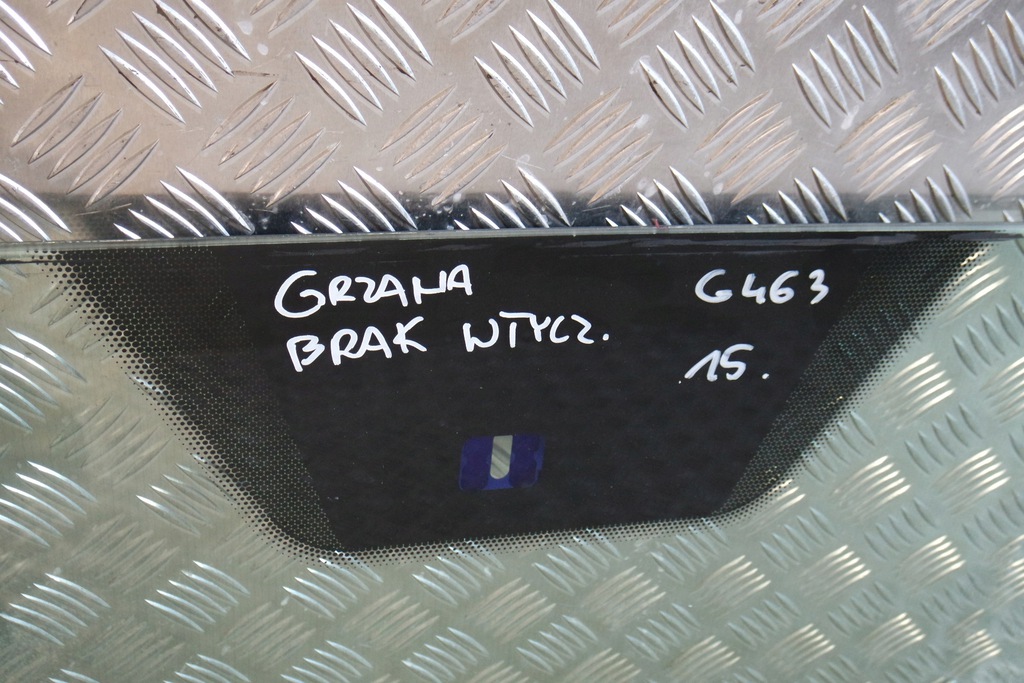 GRZANA G463
BRAK WTYCZ. 15.